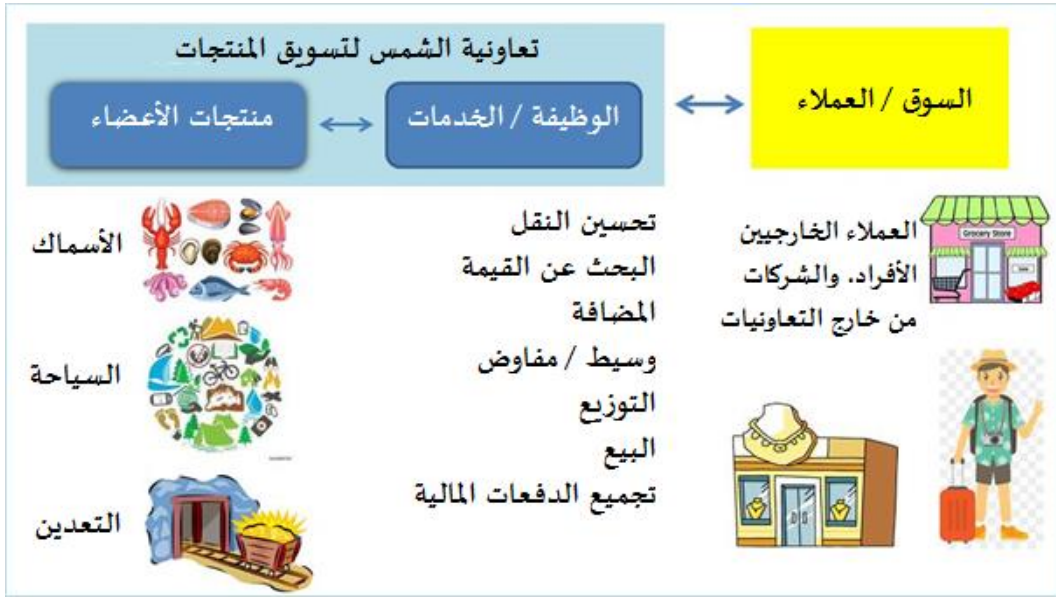 تعاونية الشمس لتسويق المنتجات
السوق / العملاء
الوظيفة / الخدمات
منتجات الأعضاء
العملاء الخارجيين
الأفراد. والشركات
من خارج التعاونيات
Grocery Store
تحسين النقل
البحث عن القيمة
المضافة
وسيط / مفاوض
التوزيع
البيع
تجميع الدفعات المالية
الأسماك
السياحة
التعدين